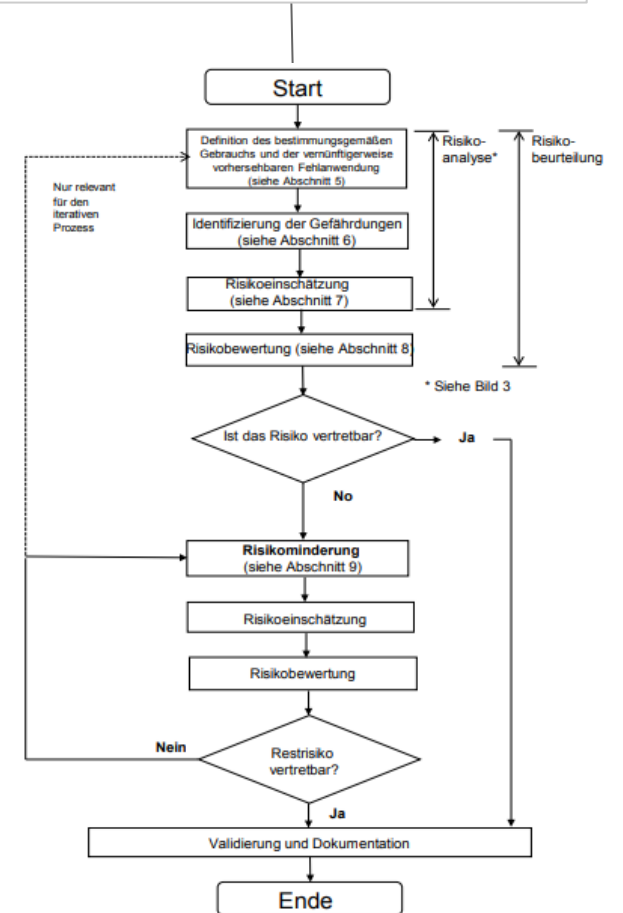 Start
Definition des bestimmungsgemäßen
Gebrauchs und der vernünftigerweise
vorhersehbaren Fehlanwendung
(siehe Abschnitt 5)
Risiko-
analyse*
Risiko-
beurteilung
Nur relevant
für den
iterativen
Prozess
Identifizierung der Gefährdungen
(siehe Abschnitt 6)
Risikoeinschätzung
(siehe Abschnitt 7)
Risikobewertung (siehe Abschnitt 8)
* Siehe Bild 3
Ist das Risiko vertretbar?
Ja
No
Risikominderung
(siehe Abschnitt 9)
Risikoeinschätzung
Risikobewertung
Nein
Restrisiko
vertretbar?
Ja
Validierung und Dokumentation
Ende